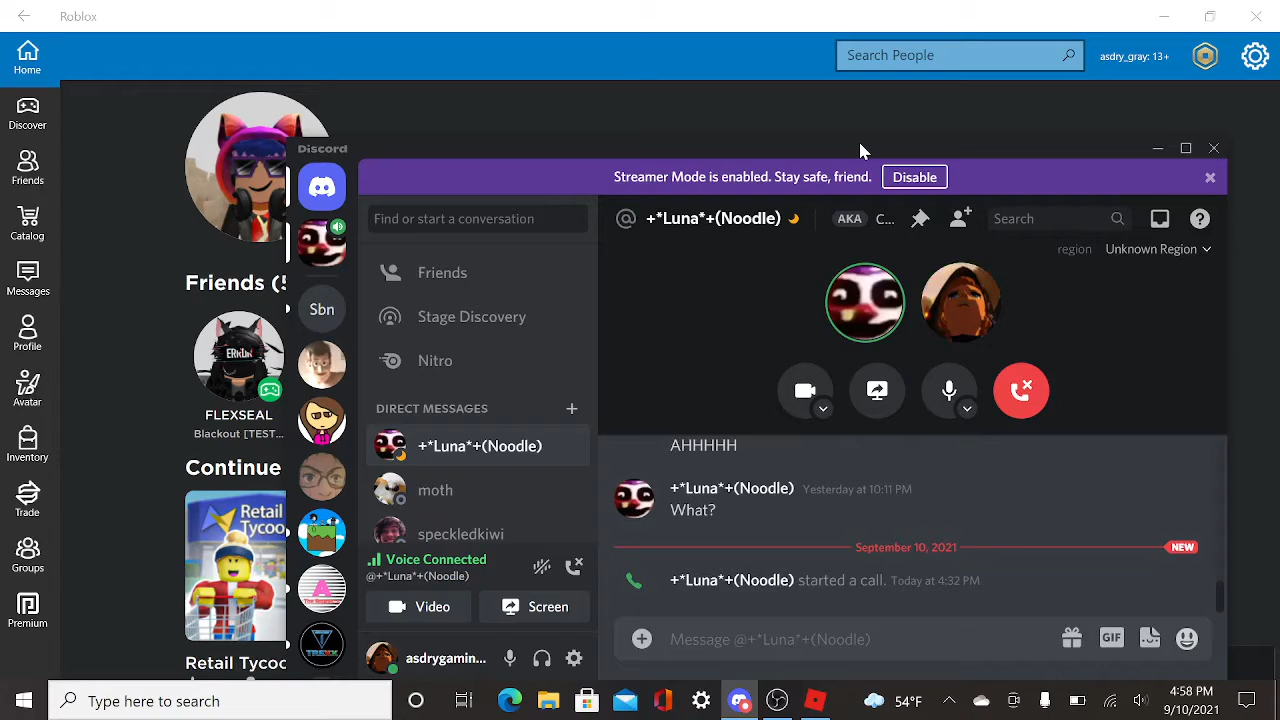 Roblox
Home
Search People
asdry_gray: 13+
Discover
Friends
Catalog
Messages
Profile
Avatar
Inventory
Trade
Groups
Premium
Friends (5
ERROR
FLEXSEAL
Blackout [TEST...
Continue
Retail
Tycoo
Retail Tycoo
Discord
Streamer Mode is enabled. Stay safe, friend.
Disable
Find or start a conversation
Friends
Stage Discovery
Nitro
DIRECT MESSAGES
+*Luna*+(Noodle)
moth
speckledkiwi
Sbn
TREXX
Voice Connected
@+*Luna*+(Noodle)
Video
Screen
asdrygamin...
+*Luna*+(Noodle)
AKA
C...
Search
region
Unknown Region
AHHHHH
+*Luna*+(Noodle) Yesterday at 10:11 PM
What?
September 10, 2021
NEW
+*Luna*+(Noodle) started a call. Today at 4:32 PM
Message @+*Luna*+(Noodle)
GIF
Type here to search
54°F
4:58 PM
9/10/2021